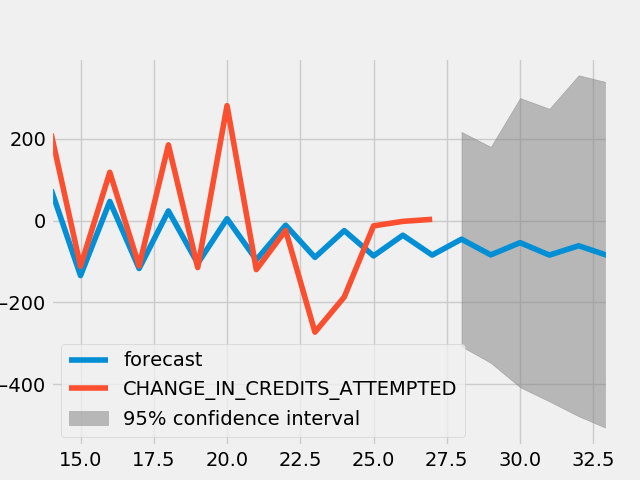 200
0
−200
−400
forecast
CHANGE_IN_CREDITS_ATTEMPTED
95% confidence interval
15.0 17.5 20.0 22.5 25.0 27.5 30.0 32.5